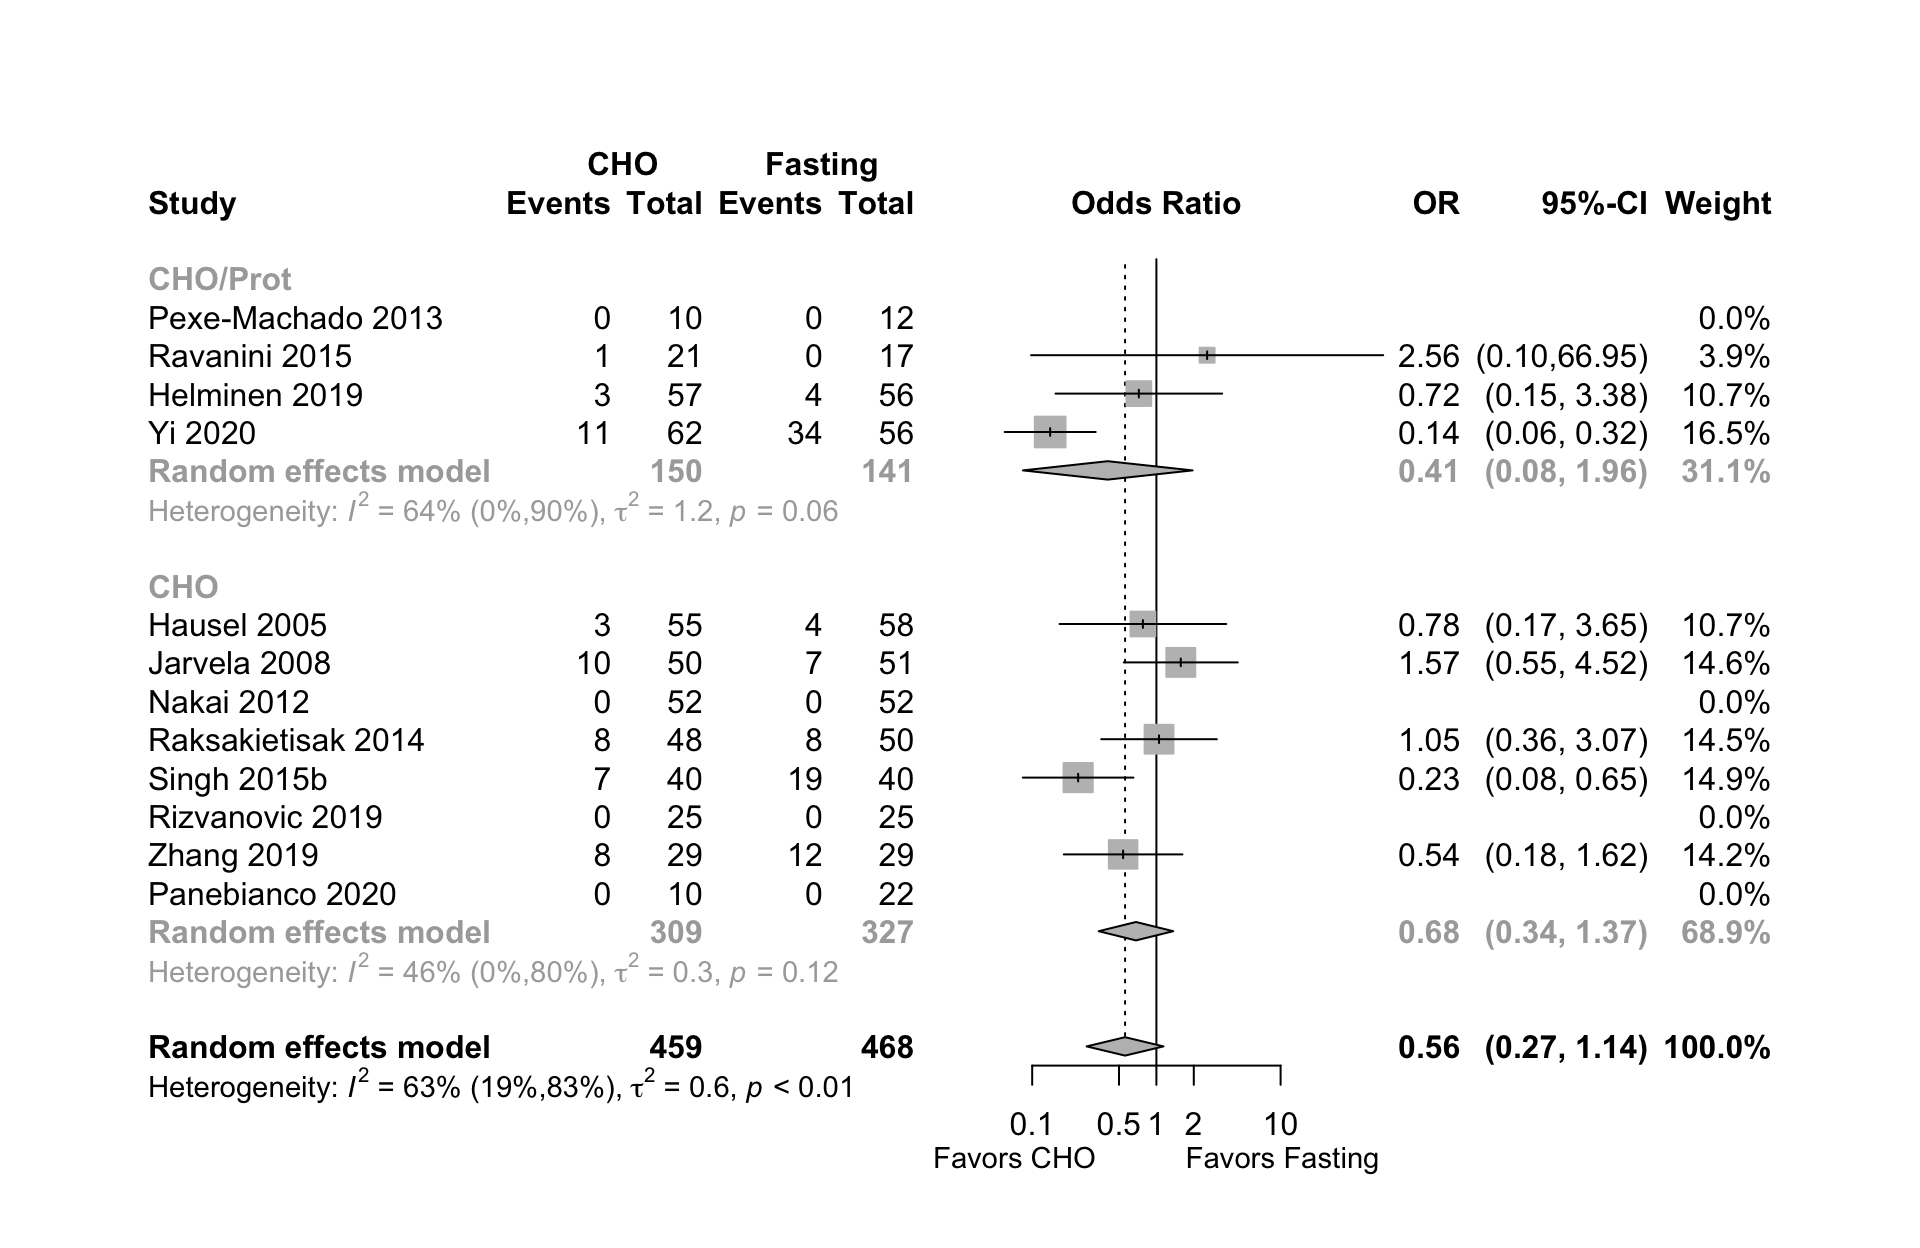 CHO Fasting
Study Events Total Events Total Odds Ratio OR 95%-CI Weight
CHO/Prot
Pexe-Machado 2013 0 10 0 12 0.0%
Ravanini 2015 1 21 0 17 2.56 (0.10,66.95) 3.9%
Helminen 2019 3 57 4 56 0.72 (0.15, 3.38) 10.7%
Yi 2020 11 62 34 56 0.14 (0.06, 0.32) 16.5%
Random effects model 150 141 0.41 (0.08, 1.96) 31.1%
Heterogeneity: I² = 64% (0%,90%), τ² = 1.2, p = 0.06
CHO
Hausel 2005 3 55 4 58 0.78 (0.17, 3.65) 10.7%
Jarvela 2008 10 50 7 51 1.57 (0.55, 4.52) 14.6%
Nakai 2012 0 52 0 52 0.0%
Raksakietisak 2014 8 48 8 50 1.05 (0.36, 3.07) 14.5%
Singh 2015b 7 40 19 40 0.23 (0.08, 0.65) 14.9%
Rizvanovic 2019 0 25 0 25 0.0%
Zhang 2019 8 29 12 29 0.54 (0.18, 1.62) 14.2%
Panebianco 2020 0 10 0 22 0.0%
Random effects model 309 327 0.68 (0.34, 1.37) 68.9%
Heterogeneity: I² = 46% (0%,80%), τ² = 0.3, p = 0.12
Random effects model 459 468 0.56 (0.27, 1.14) 100.0%
Heterogeneity: I² = 63% (19%,83%), τ² = 0.6, p < 0.01
0.1 0.5 1 2 10
Favors CHO Favors Fasting